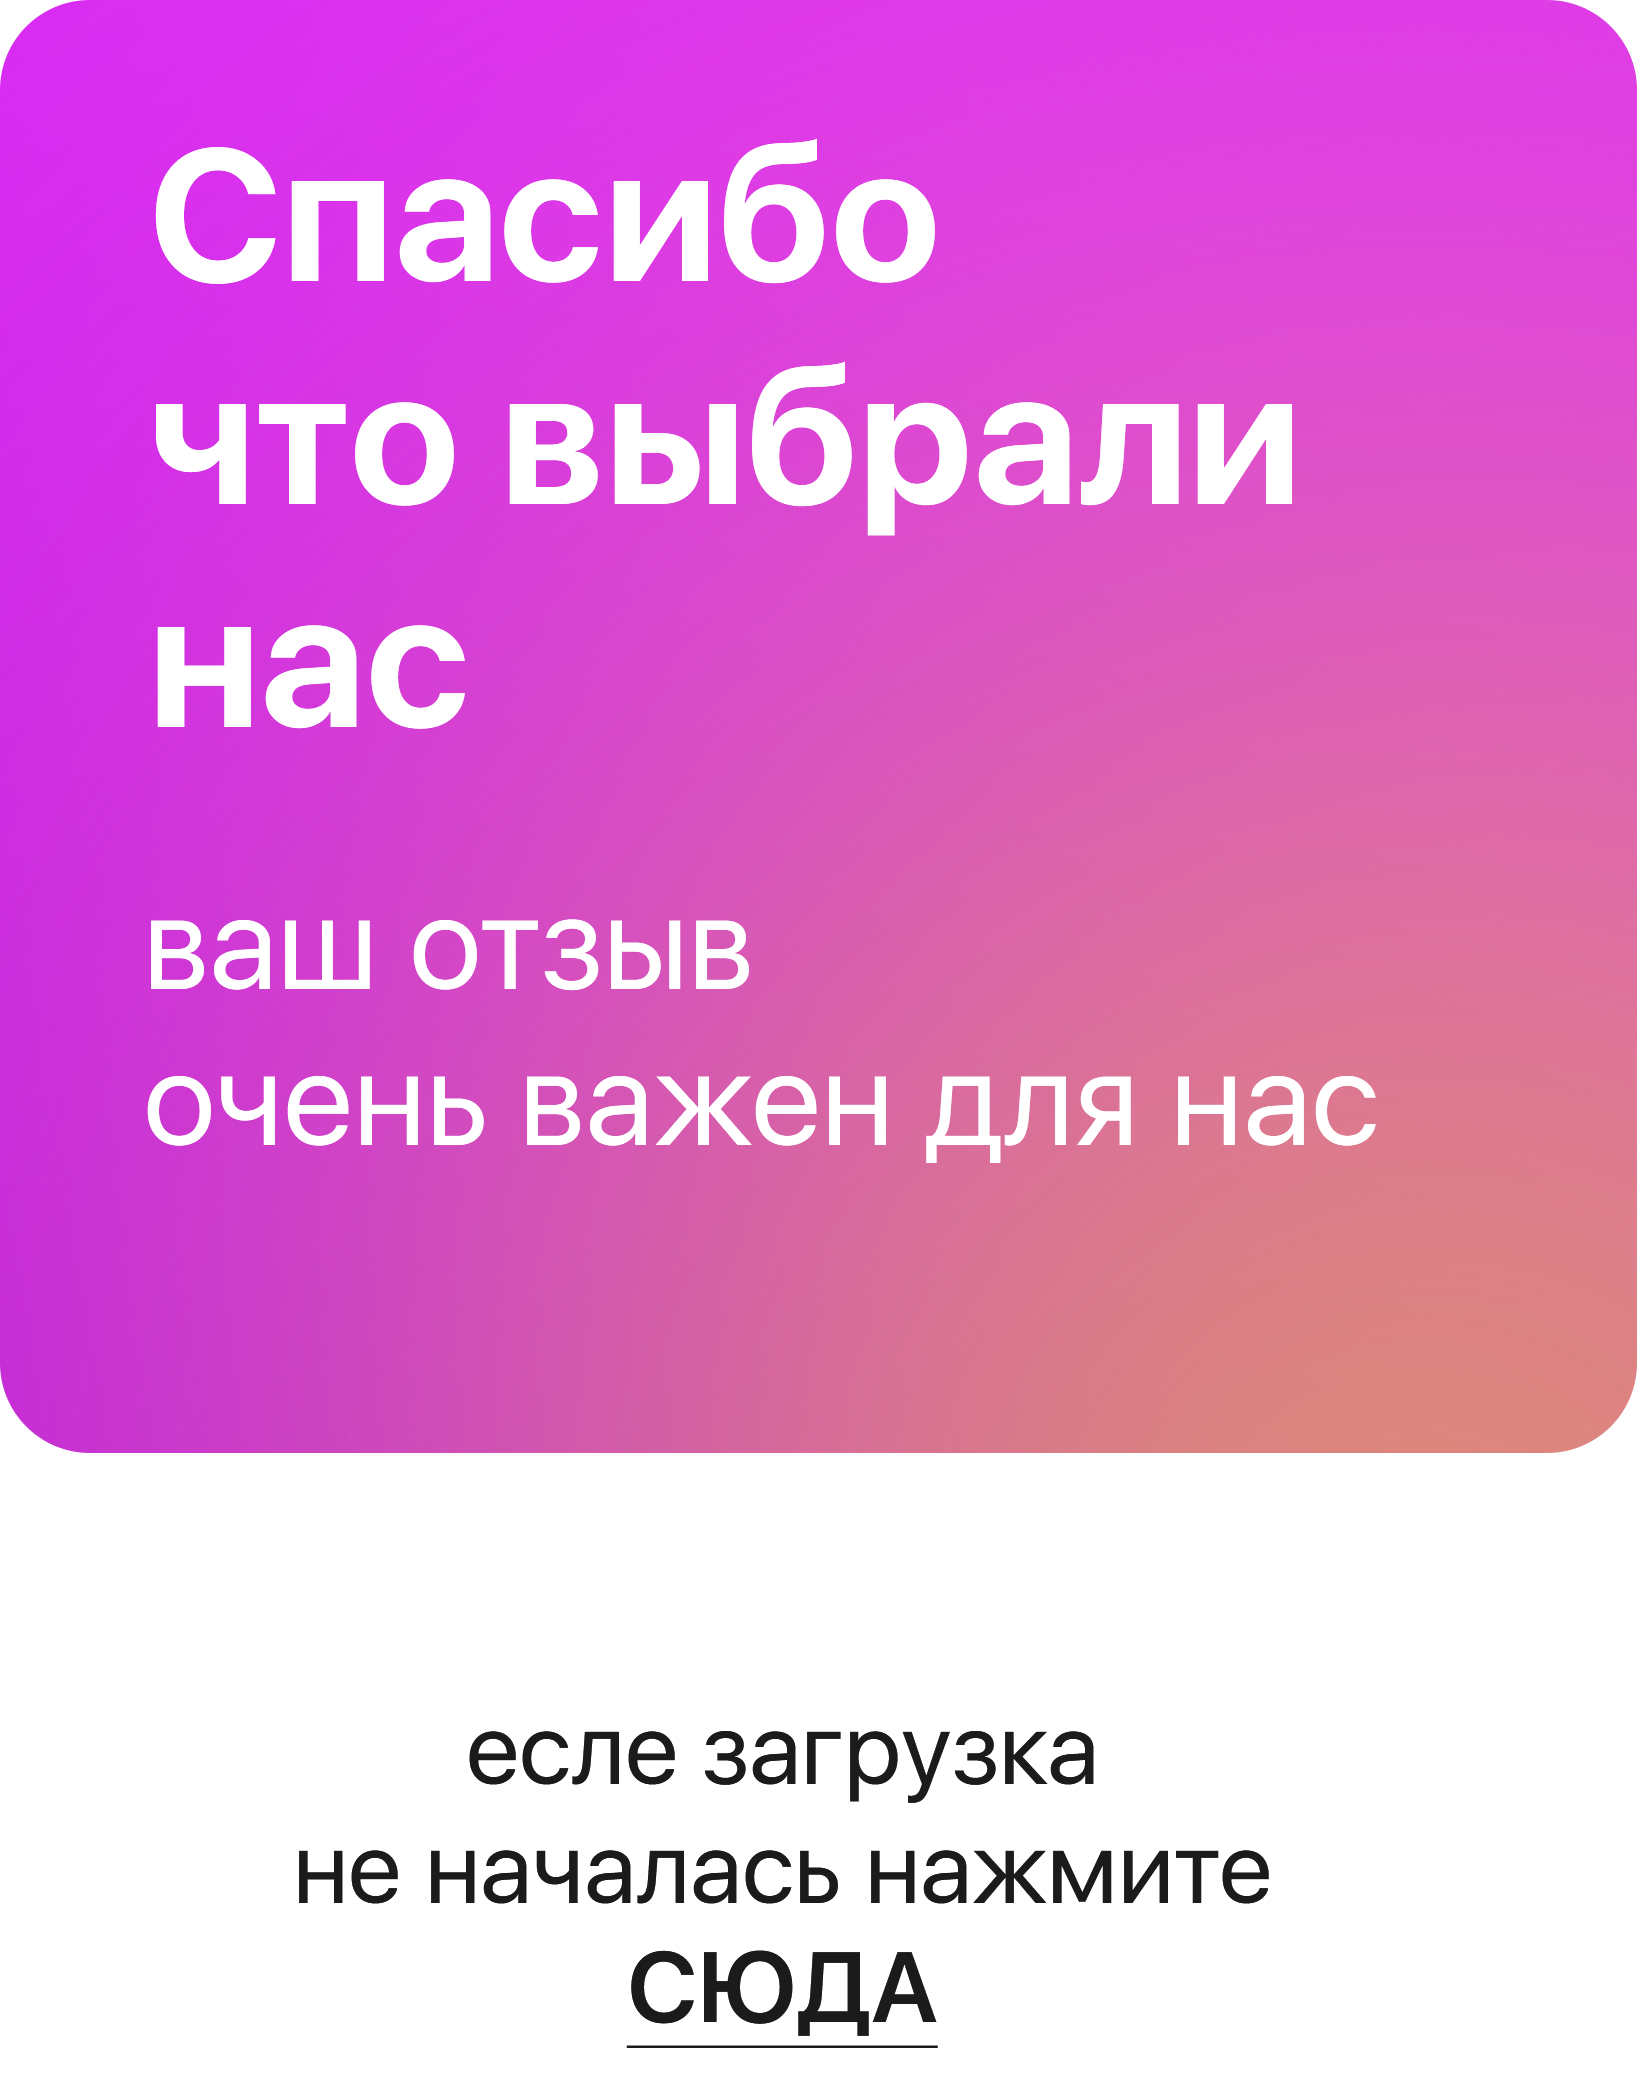 Спасибо
что выбрали
нас
ваш отзыв
очень важен для нас
есле загрузка
не началась нажмите
СЮДА